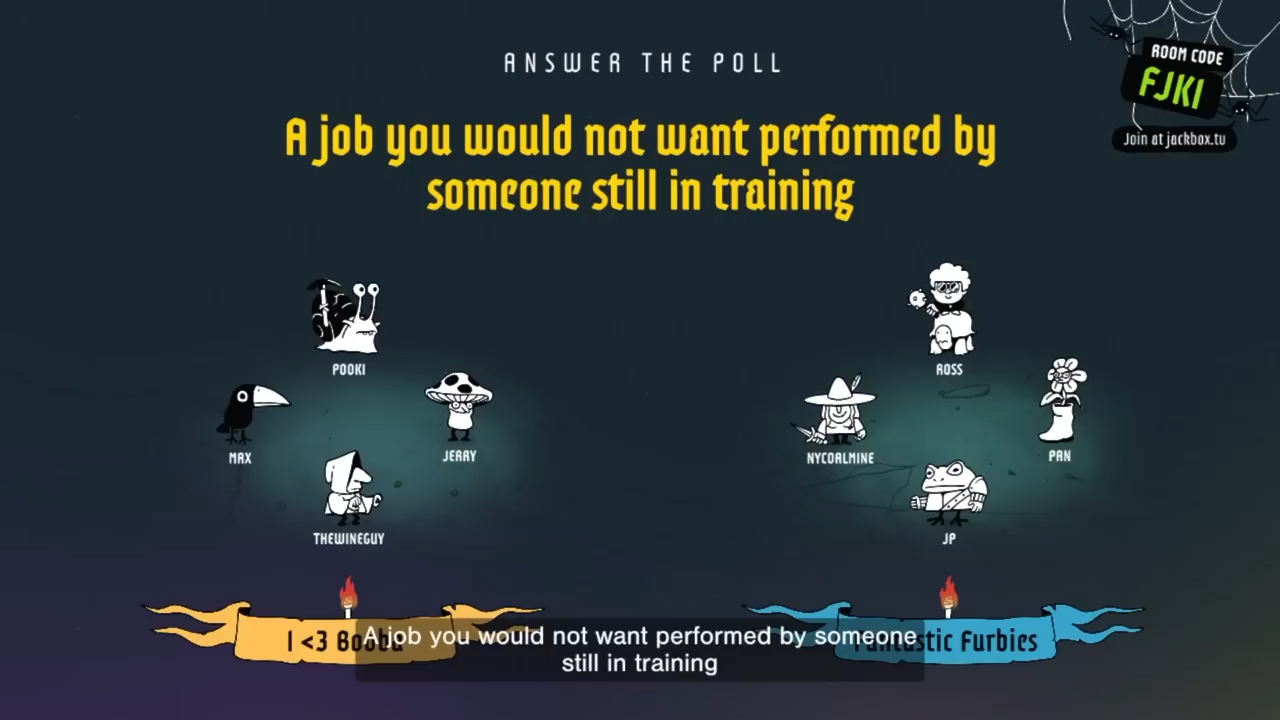 ANSWER THE POLL
ROOM CODE
FJKI
Join at jackbox.tv
A job you would not want performed by
someone still in training
POOKI
ROSS
MAX
JERRY
NYCOALMINE
PAN
THEWINEGUY
JP
I <3
Furbies
A job you would not want performed by someone
still in training